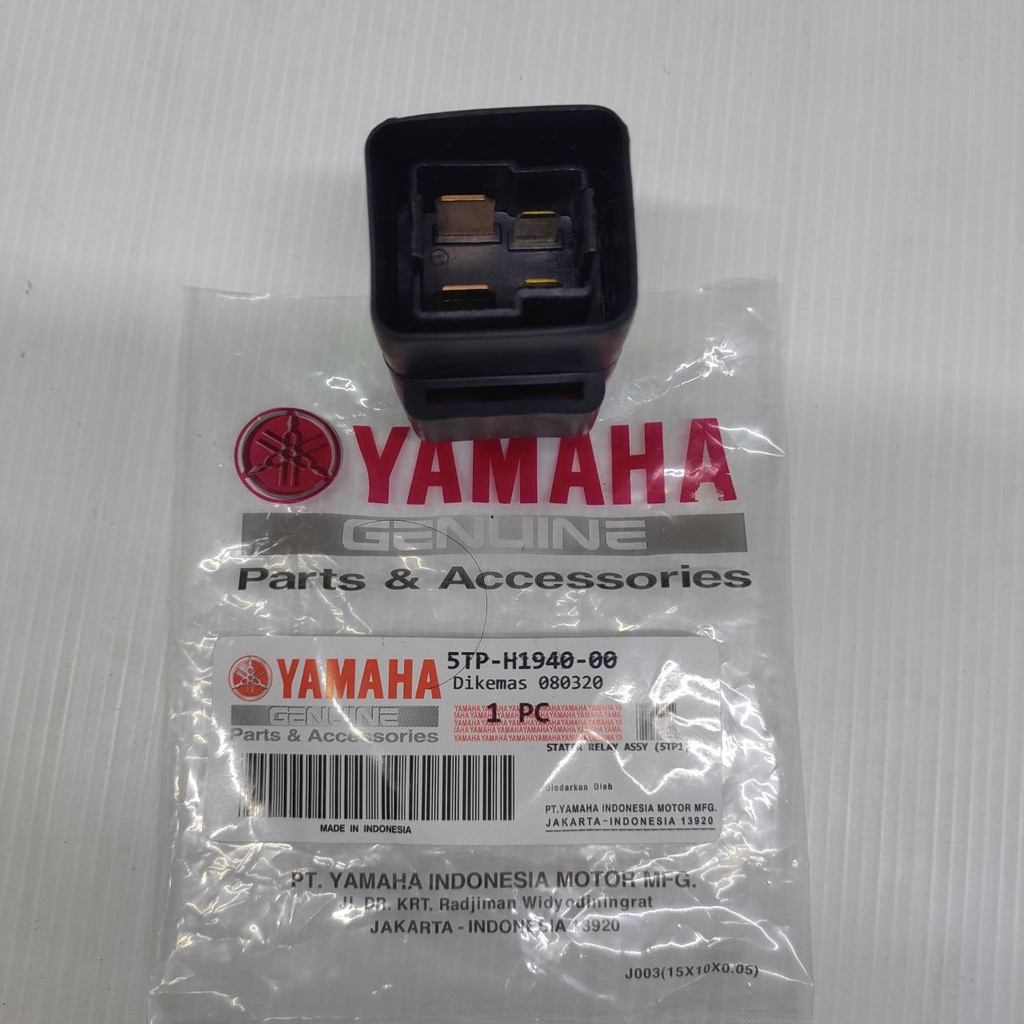 YAMAHA
GENUINE
Parts & Accessories
YAMAHA
GENUINE
Parts & Accessories
5TP-H1940-00
Dikemas 080320
1 PC
STATER RELAY ASSY (5TP1)
MADE IN INDONESIA
Diedarkan Oleh
PT.YAMAHA INDONESIA MOTOR MFG.
JAKARTA-INDONESIA 13920
PT. YAMAHA INDONESIA MOTOR MFG.
Jl. DR. KRT. Radjiman Widyodiningrat
JAKARTA - INDONESIA 13920
J003(15X10X0.05)